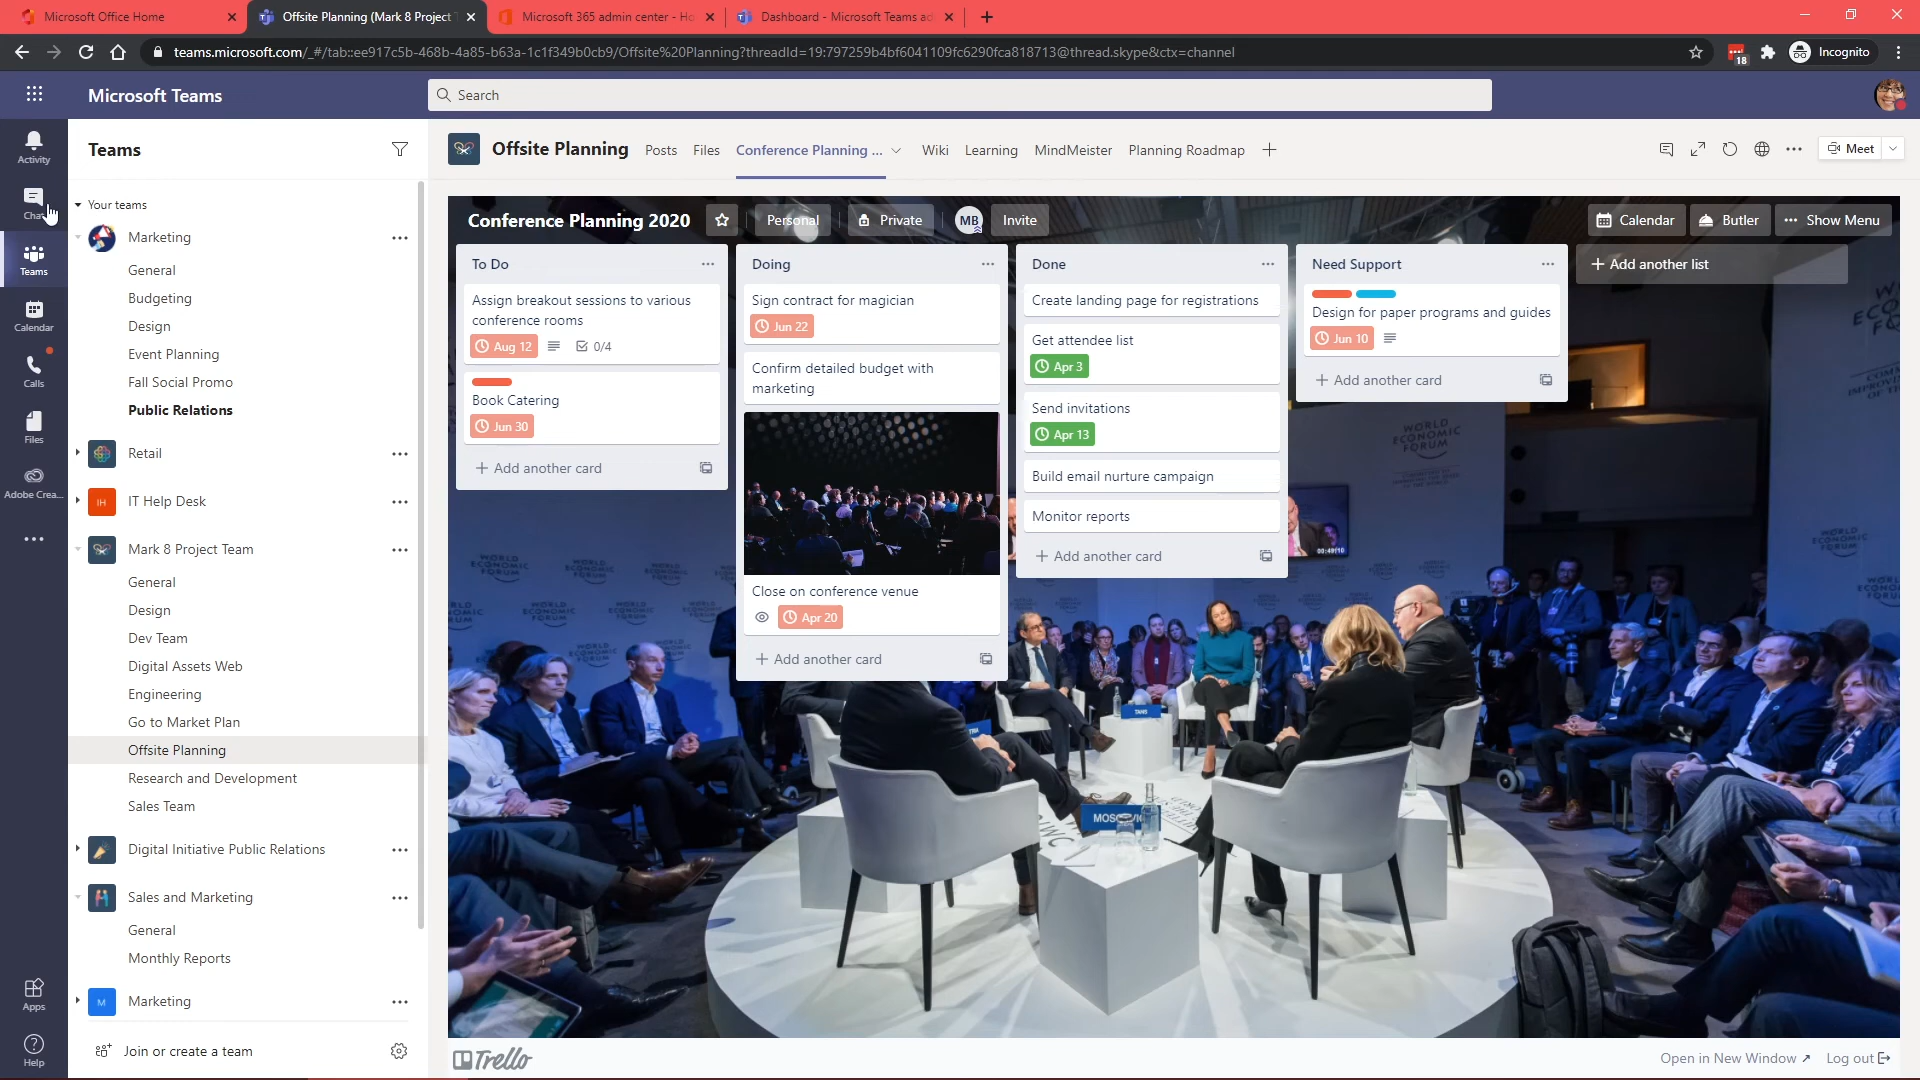 Microsoft Office Home
Offsite Planning (Mark 8 Project T
Microsoft 365 admin center - Ho
Dashboard - Microsoft Teams ad
teams.microsoft.com/_#/tab::ee917c5b-468b-4a85-b63a-1c1f349b0cb9/Offsite%20Planning?threadId=19:797259b4bf6041109fc6290fca818713@thread.skype&ctx=channel
18
Incognito
Microsoft Teams
Search
Activity
Chat
Teams
Calendar
Calls
Files
Adobe Crea...
Apps
Help
Teams
Your teams
Marketing
General
Budgeting
Design
Event Planning
Fall Social Promo
Public Relations
Retail
IH
IT Help Desk
Mark 8 Project Team
General
Design
Dev Team
Digital Assets Web
Engineering
Go to Market Plan
Offsite Planning
Research and Development
Sales Team
Digital Initiative Public Relations
Sales and Marketing
General
Monthly Reports
M
Marketing
Join or create a team
Offsite Planning
Posts
Files
Conference Planning ...
Wiki
Learning
MindMeister
Planning Roadmap
Meet
Conference Planning 2020
Personal
Private
MB
Invite
Calendar
Butler
Show Menu
To Do
Assign breakout sessions to various
conference rooms
Aug 12
0/4
Book Catering
Jun 30
+ Add another card
Doing
Sign contract for magician
Jun 22
Confirm detailed budget with
marketing
Close on conference venue
Apr 20
+ Add another card
Done
Create landing page for registrations
Get attendee list
Apr 3
Send invitations
Apr 13
Build email nurture campaign
Monitor reports
+ Add another card
Need Support
Design for paper programs and guides
Jun 10
+ Add another card
+ Add another list
WORLD
ECONOMIC
FORUM
Trello
Open in New Window ↗
Log out